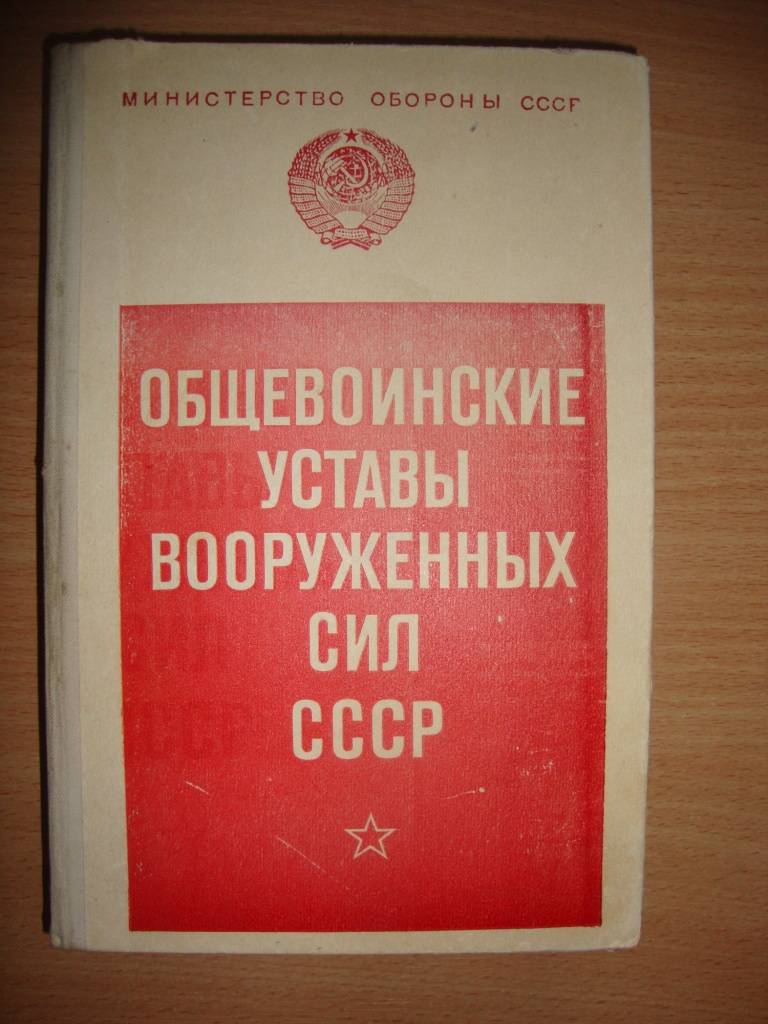 МИНИСТЕРСТВО ОБОРОНЫ СССР
ОБЩЕВОИНСКИЕ
УСТАВЫ
ВООРУЖЕННЫХ
СИЛ
СССР